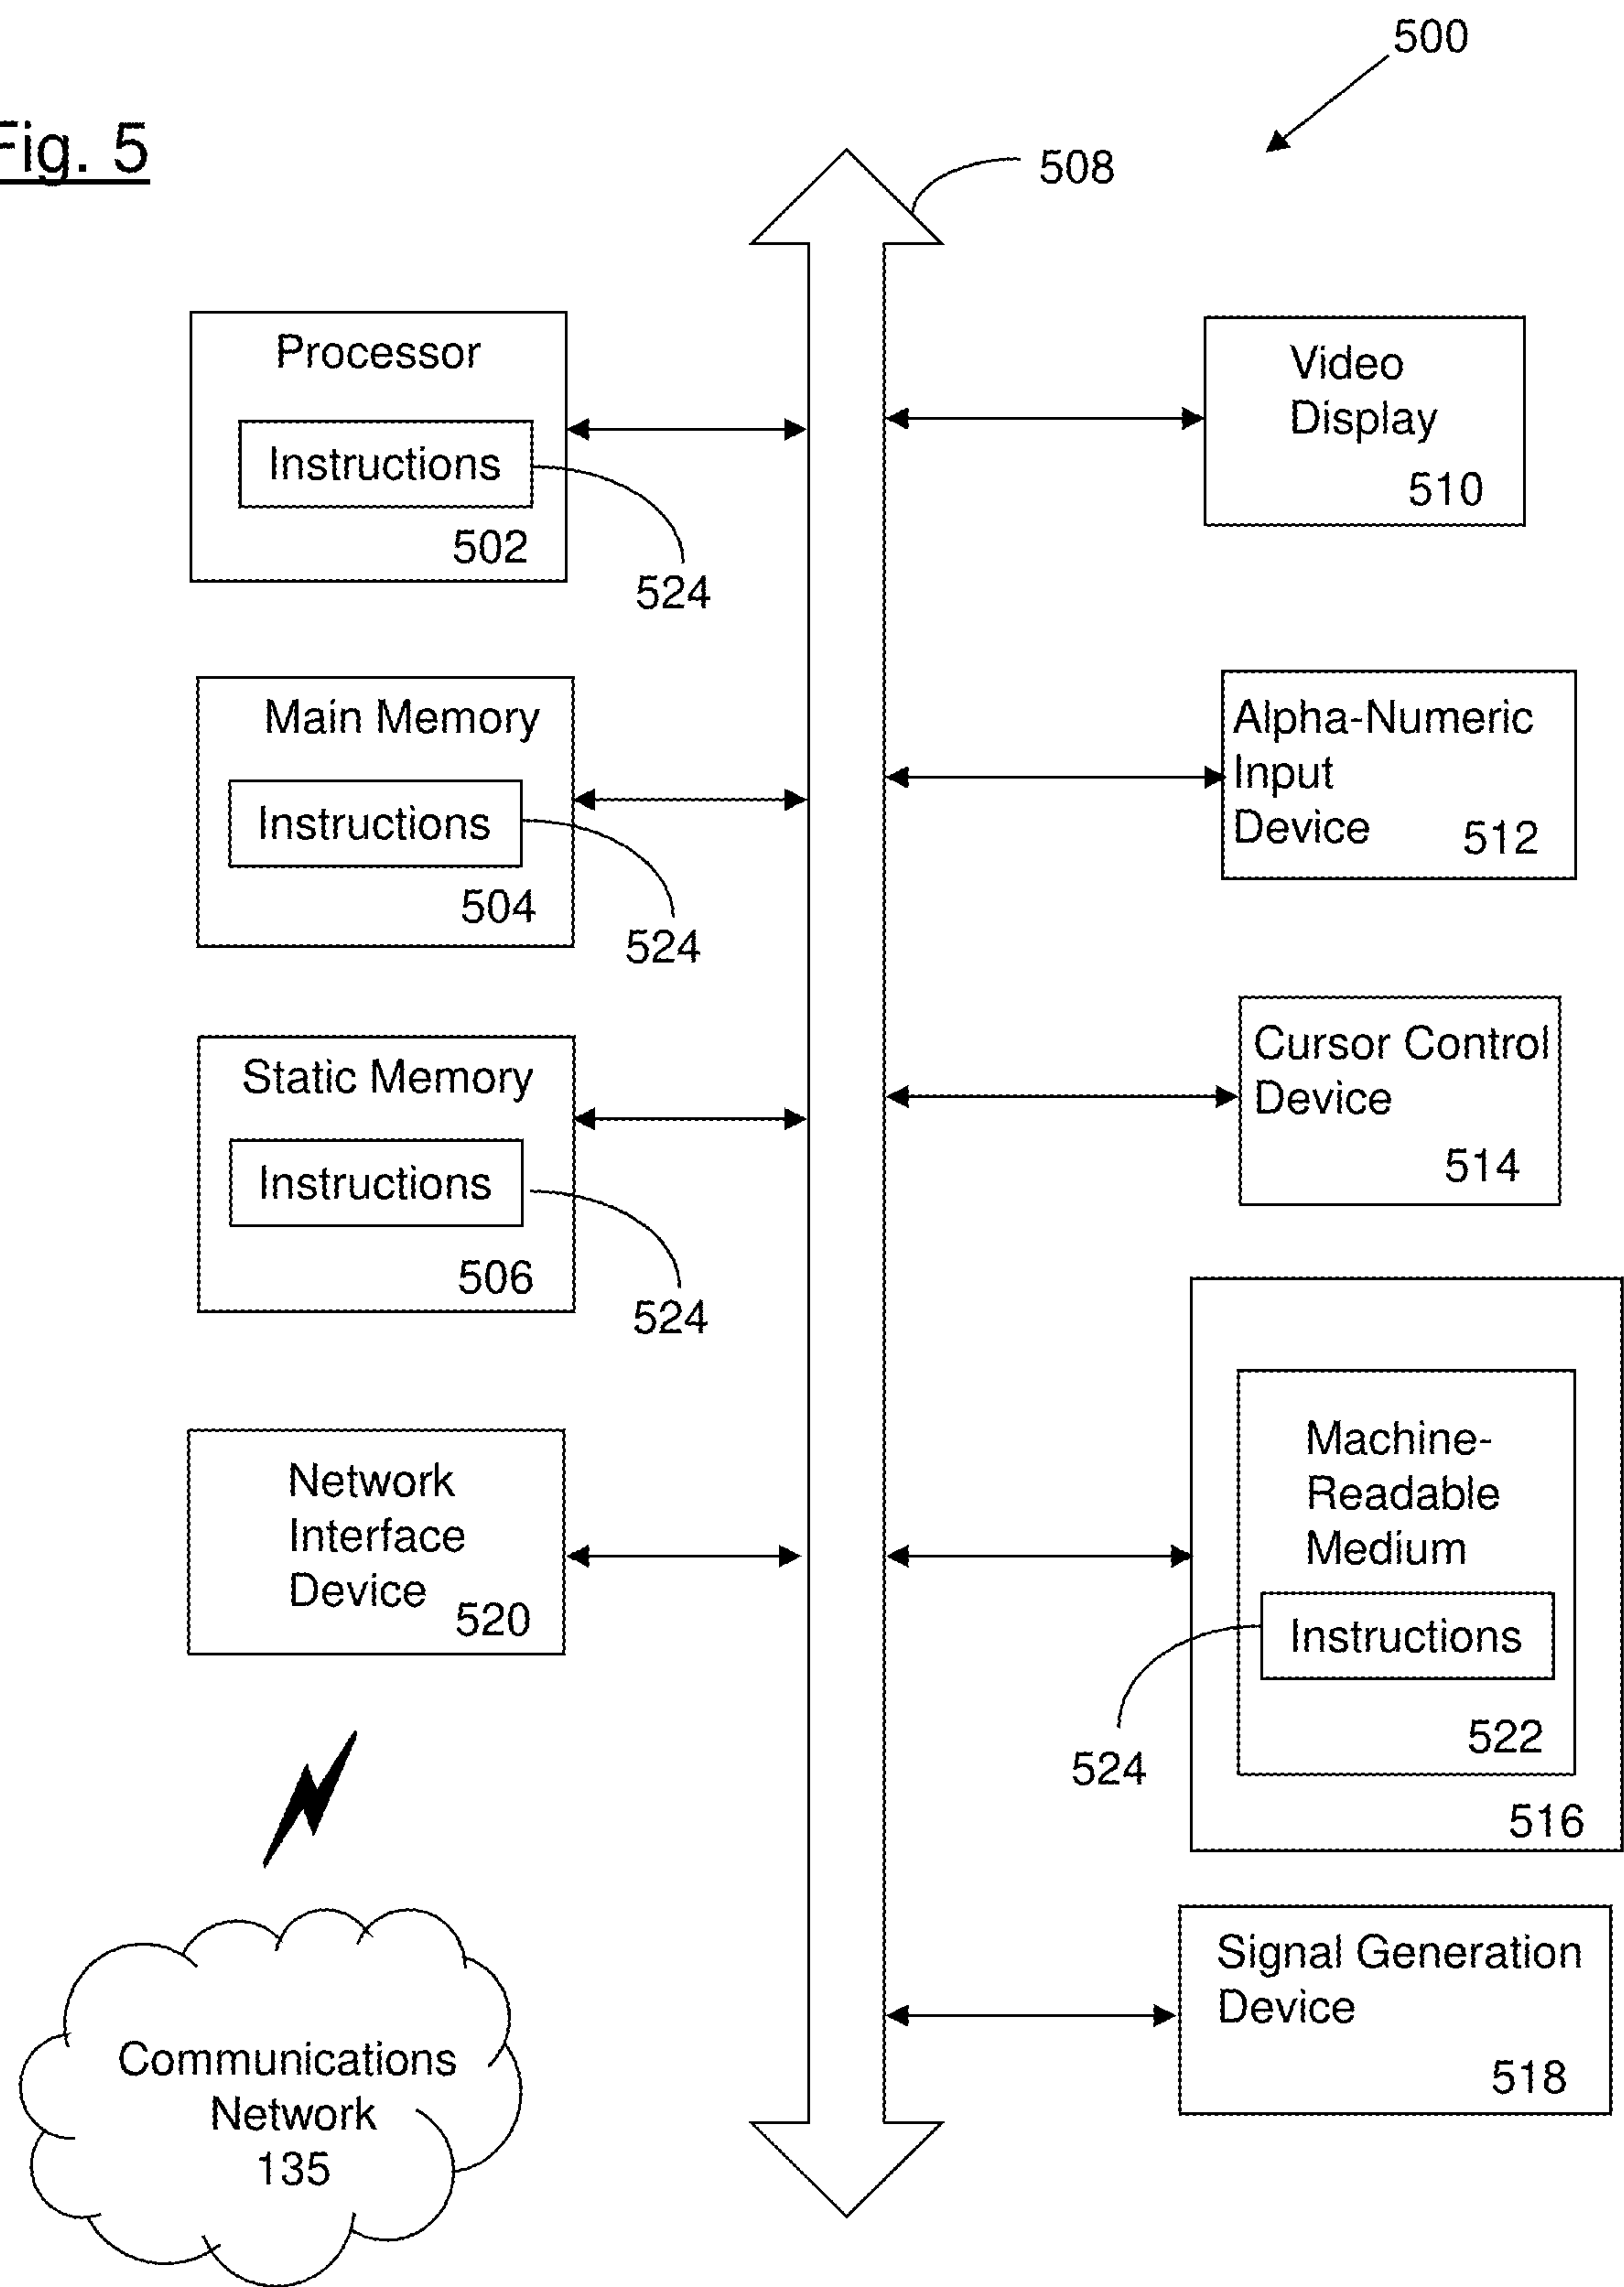 500
Fig. 5
508
Processor
Instructions
502
524
Video
Display
510
Main Memory
Instructions
504
524
Alpha-Numeric
Input
Device
512
Static Memory
Instructions
506
524
Cursor Control
Device
514
Network
Interface
Device
520
Machine-
Readable
Medium
Instructions
522
524
516
Communications
Network
135
Signal Generation
Device
518